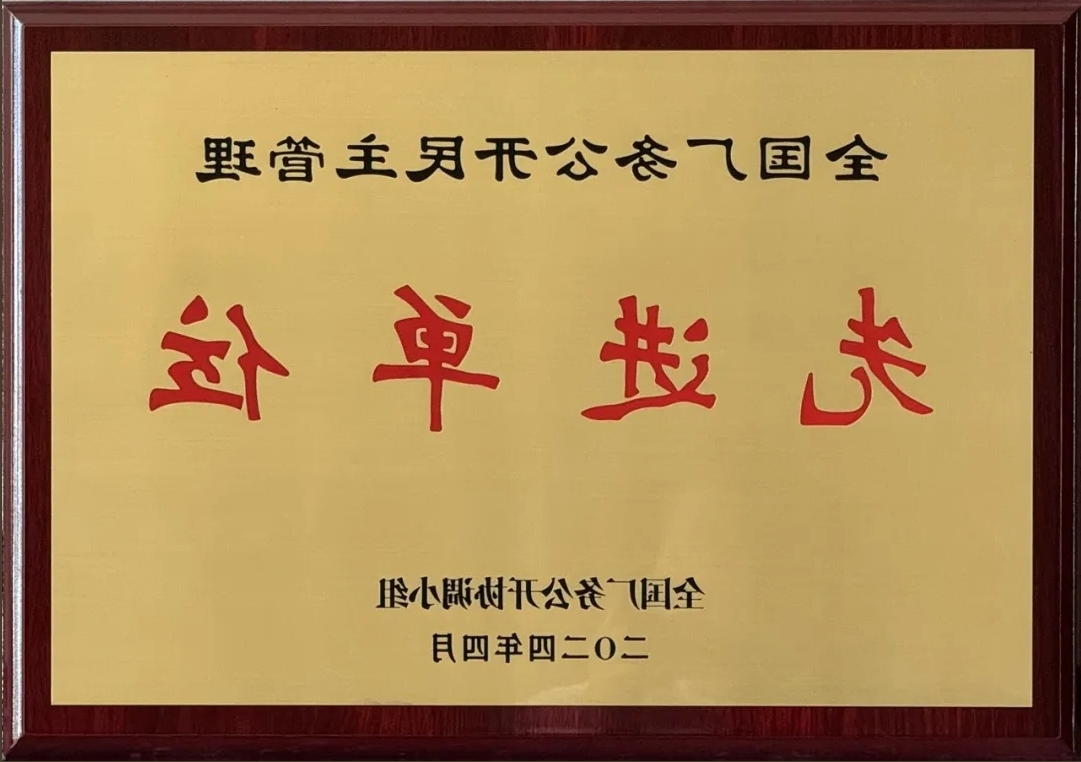 全国厂务公开民主管理
先进单位
全国厂务公开协调小组
二〇二四年四月